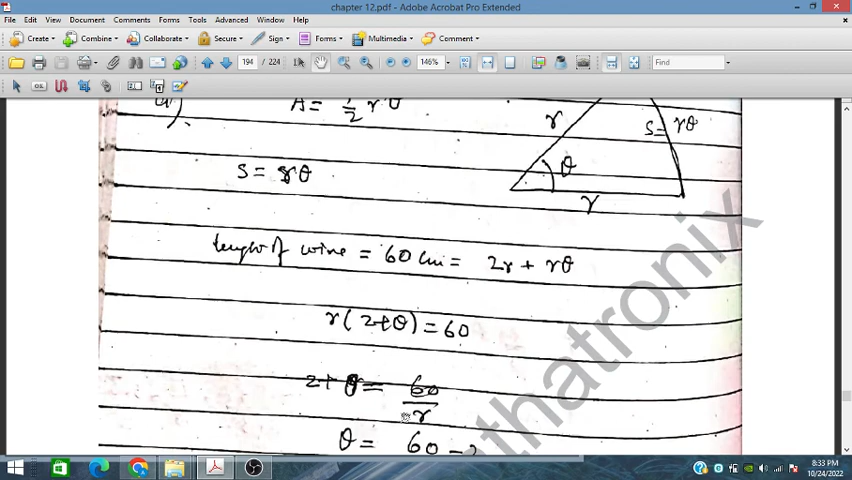 chapter 12.pdf - Adobe Acrobat Pro Extended
File Edit View Document Comments Forms Tools Advanced Window Help
Create Combine Collaborate Secure Sign Forms Multimedia Comment
194 / 224 146% Find
A = 1/2 r²θ
r
S = rθ
θ
S = rθ
r
length of wire = 60 cm = 2r + rθ
r(2+θ) = 60
2+θ = 60/r
θ = 60 - 2
mathatronix
8:33 PM
10/24/2022